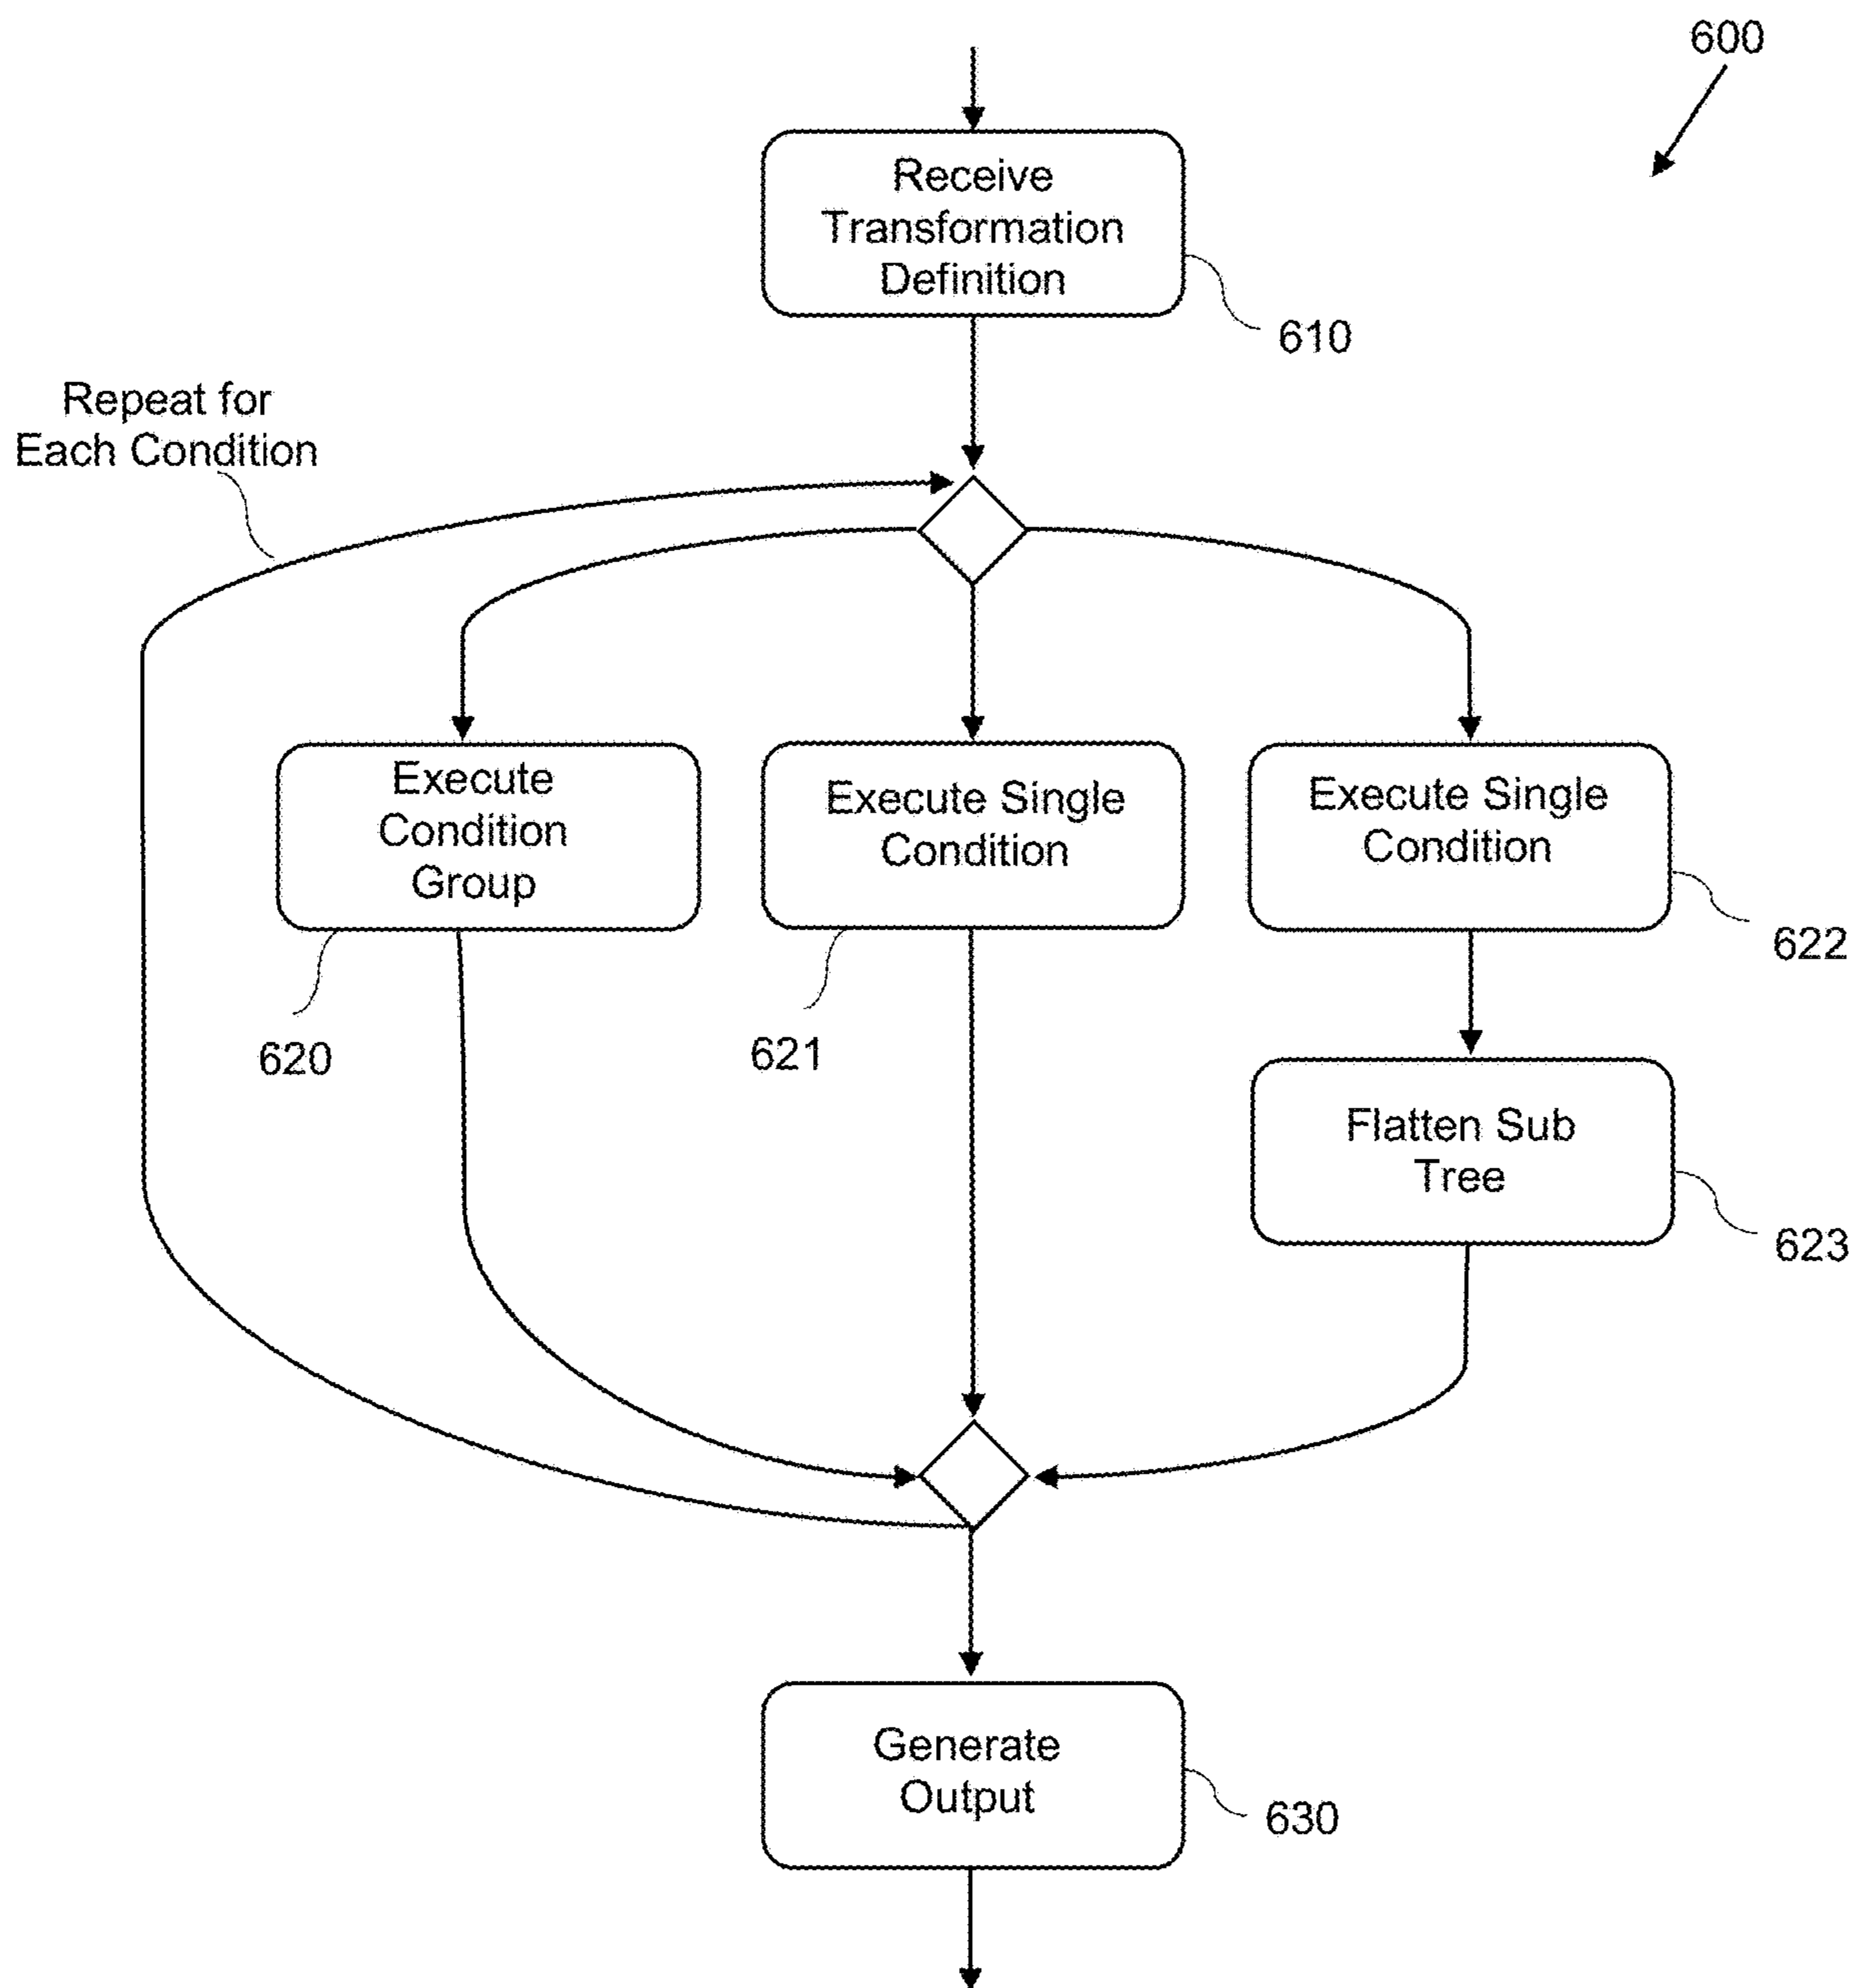 600
Receive
Transformation
Definition
610
Repeat for
Each Condition
Execute
Condition
Group
Execute Single
Condition
Execute Single
Condition
622
620
621
Flatten Sub
Tree
623
Generate
Output
630